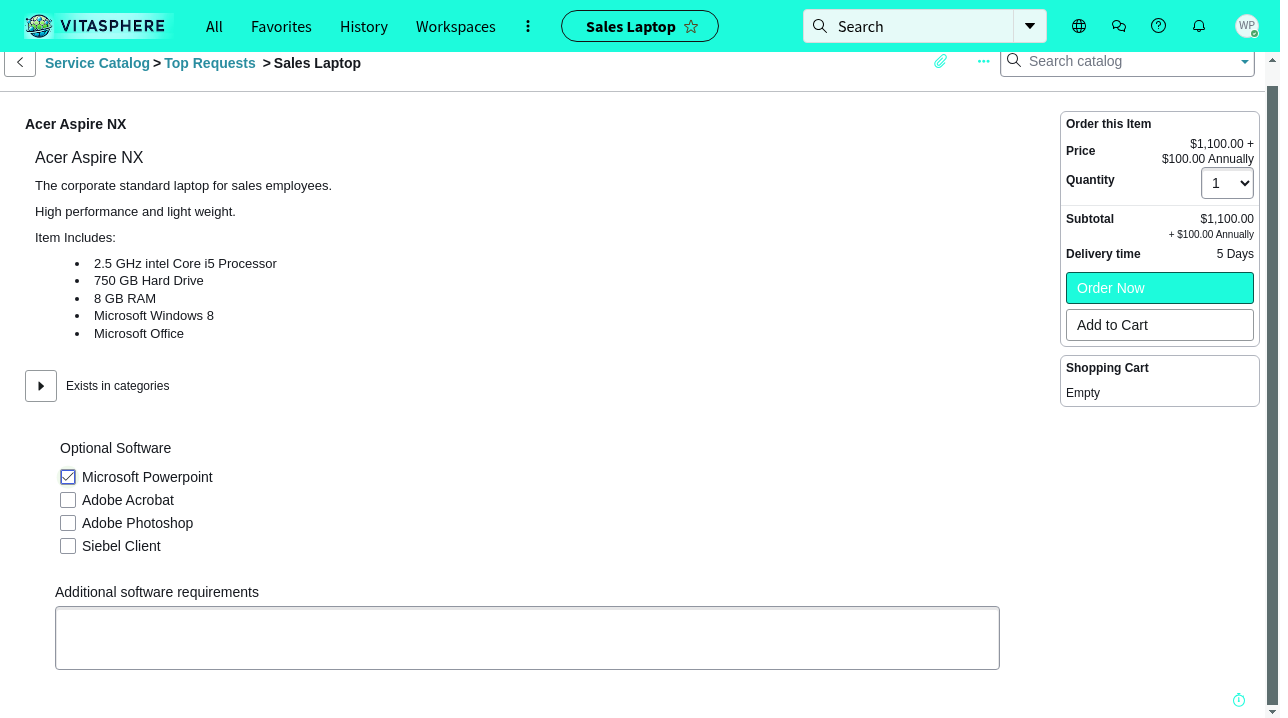 VITASPHERE All Favorites History Workspaces Sales Laptop Search WP
Service Catalog > Top Requests > Sales Laptop Search catalog
Acer Aspire NX
Acer Aspire NX
The corporate standard laptop for sales employees.
High performance and light weight.
Item Includes:
2.5 GHz intel Core i5 Processor
750 GB Hard Drive
8 GB RAM
Microsoft Windows 8
Microsoft Office
Exists in categories
Optional Software
Microsoft Powerpoint
Adobe Acrobat
Adobe Photoshop
Siebel Client
Additional software requirements
Order this Item
Price $1,100.00 +
$100.00 Annually
Quantity 1
Subtotal $1,100.00
+ $100.00 Annually
Delivery time 5 Days
Order Now
Add to Cart
Shopping Cart
Empty